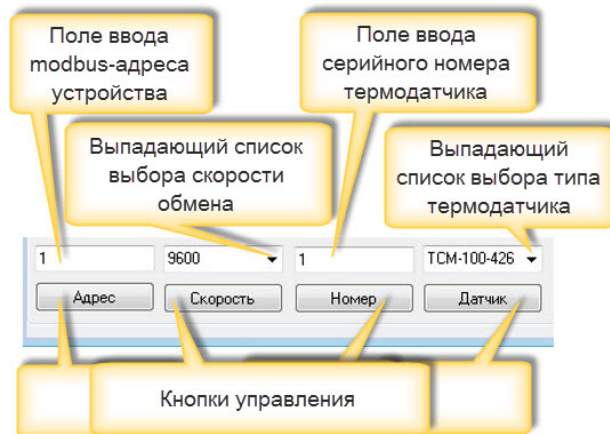 Поле ввода
modbus-адреса
устройства
Поле ввода
серийного номера
термодатчика
Выпадающий список
выбора скорости
обмена
Выпадающий
список выбора типа
термодатчика
1
9600
1
ТСМ-100-426
Адрес
Скорость
Номер
Датчик
Кнопки управления